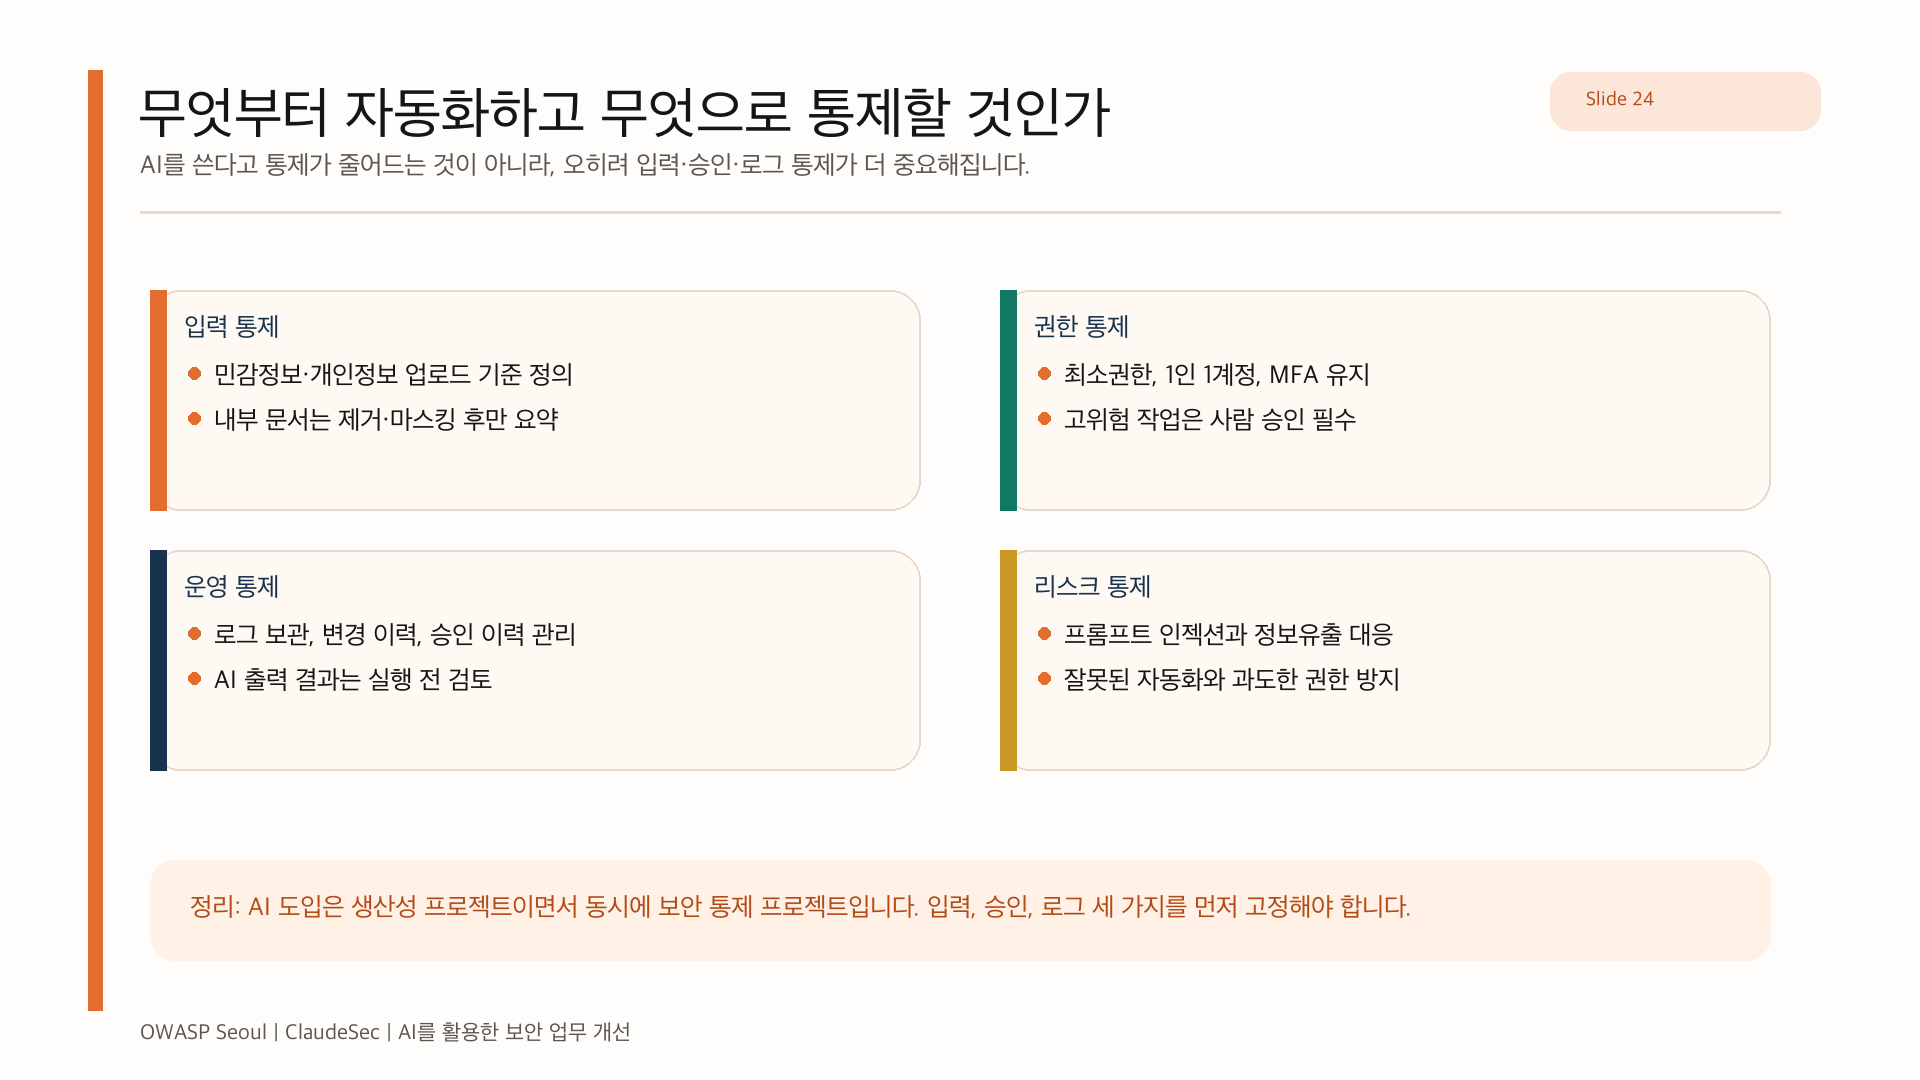 무엇부터 자동화하고 무엇으로 통제할 것인가
Slide 24
AI를 쓴다고 통제가 줄어드는 것이 아니라, 오히려 입력·승인·로그 통제가 더 중요해집니다.
입력 통제
민감정보·개인정보 업로드 기준 정의
내부 문서는 제거·마스킹 후만 요약
권한 통제
최소권한, 1인 1계정, MFA 유지
고위험 작업은 사람 승인 필수
운영 통제
로그 보관, 변경 이력, 승인 이력 관리
AI 출력 결과는 실행 전 검토
리스크 통제
프롬프트 인젝션과 정보유출 대응
잘못된 자동화와 과도한 권한 방지
정리: AI 도입은 생산성 프로젝트이면서 동시에 보안 통제 프로젝트입니다. 입력, 승인, 로그 세 가지를 먼저 고정해야 합니다.
OWASP Seoul | ClaudeSec | AI를 활용한 보안 업무 개선